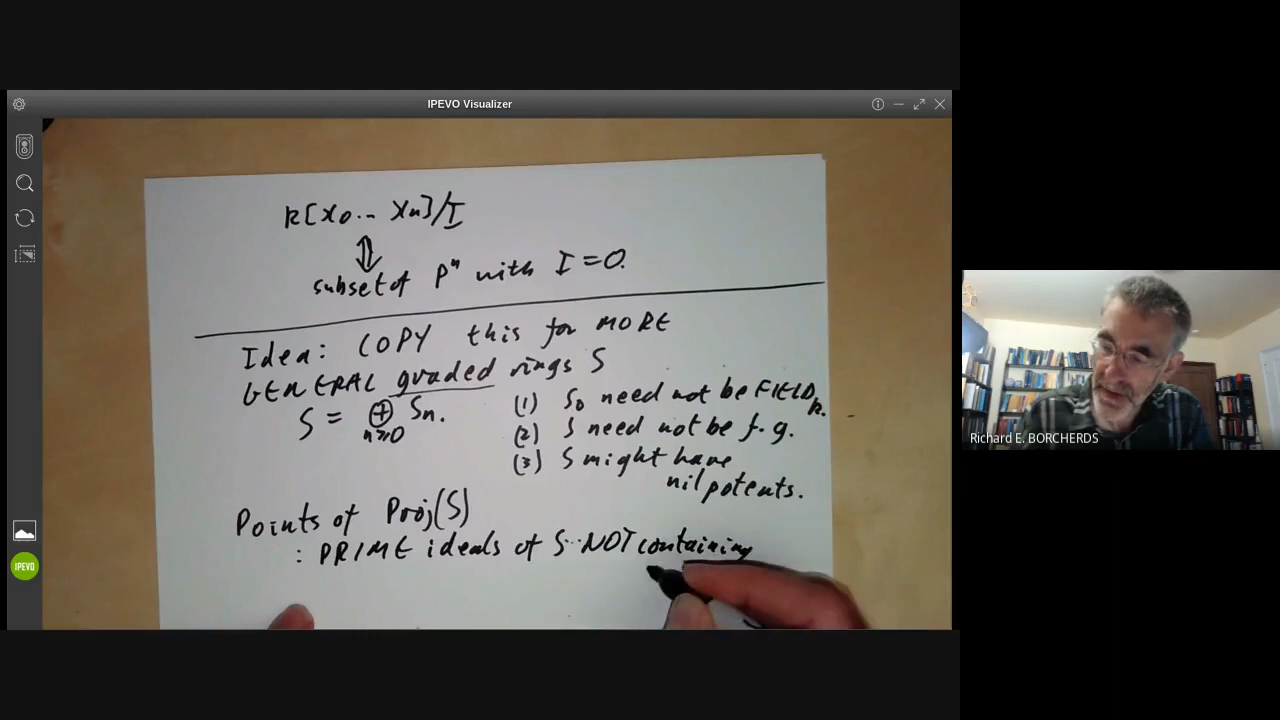 IPEVO Visualizer
R[x0.. xn]/I
⇕
subset of Pⁿ with I = 0.
Idea: COPY this for MORE
GENERAL graded rings S
S = ⊕ Sn.
n≥0
(1) S0 need not be FIELD k.
(2) S need not be f.g.
(3) S might have
nilpotents.
Points of Proj(S)
: PRIME ideals of S NOT containing
IPEVO
Richard E. BORCHERDS